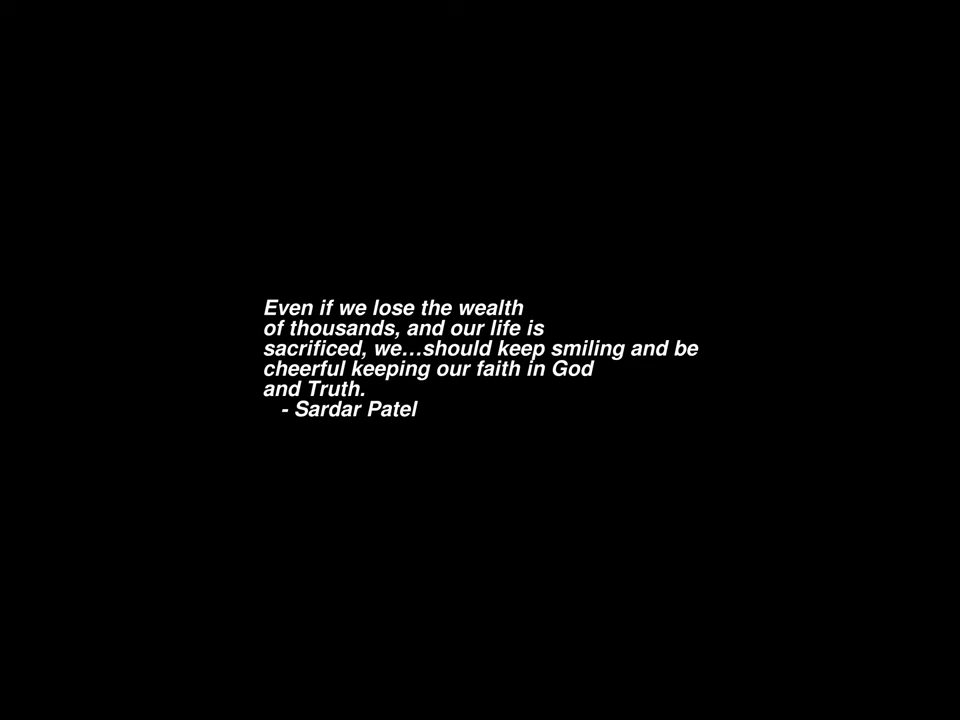 Even if we lose the wealth
of thousands, and our life is
sacrificed, we…should keep smiling and be
cheerful keeping our faith in God
and Truth.
- Sardar Patel